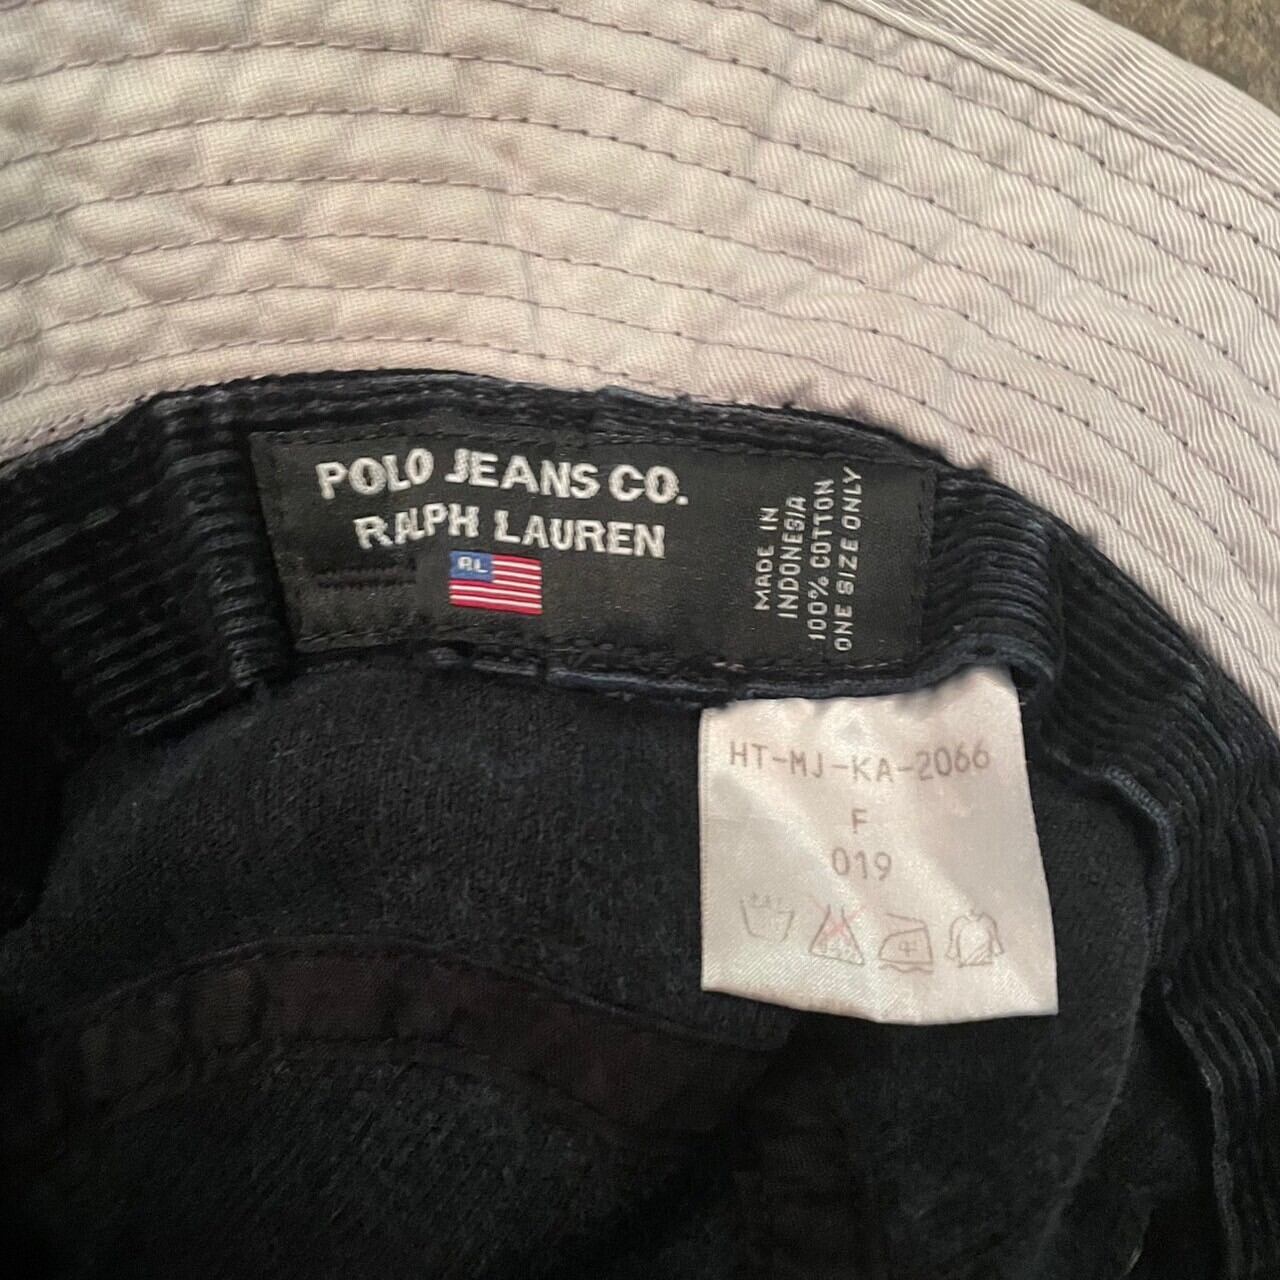 POLO JEANS CO.
RALPH LAUREN
RL
MADE IN
INDONESIA
100% COTTON
ONE SIZE ONLY
HT-MJ-KA-2066
F
019